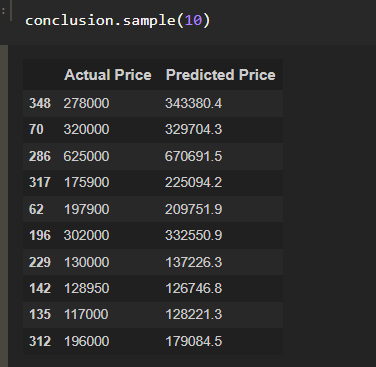 conclusion.sample(10)
Actual Price Predicted Price
348 278000 343380.4
70 320000 329704.3
286 625000 670691.5
317 175900 225094.2
62 197900 209751.9
196 302000 332550.9
229 130000 137226.3
142 128950 126746.8
135 117000 128221.3
312 196000 179084.5